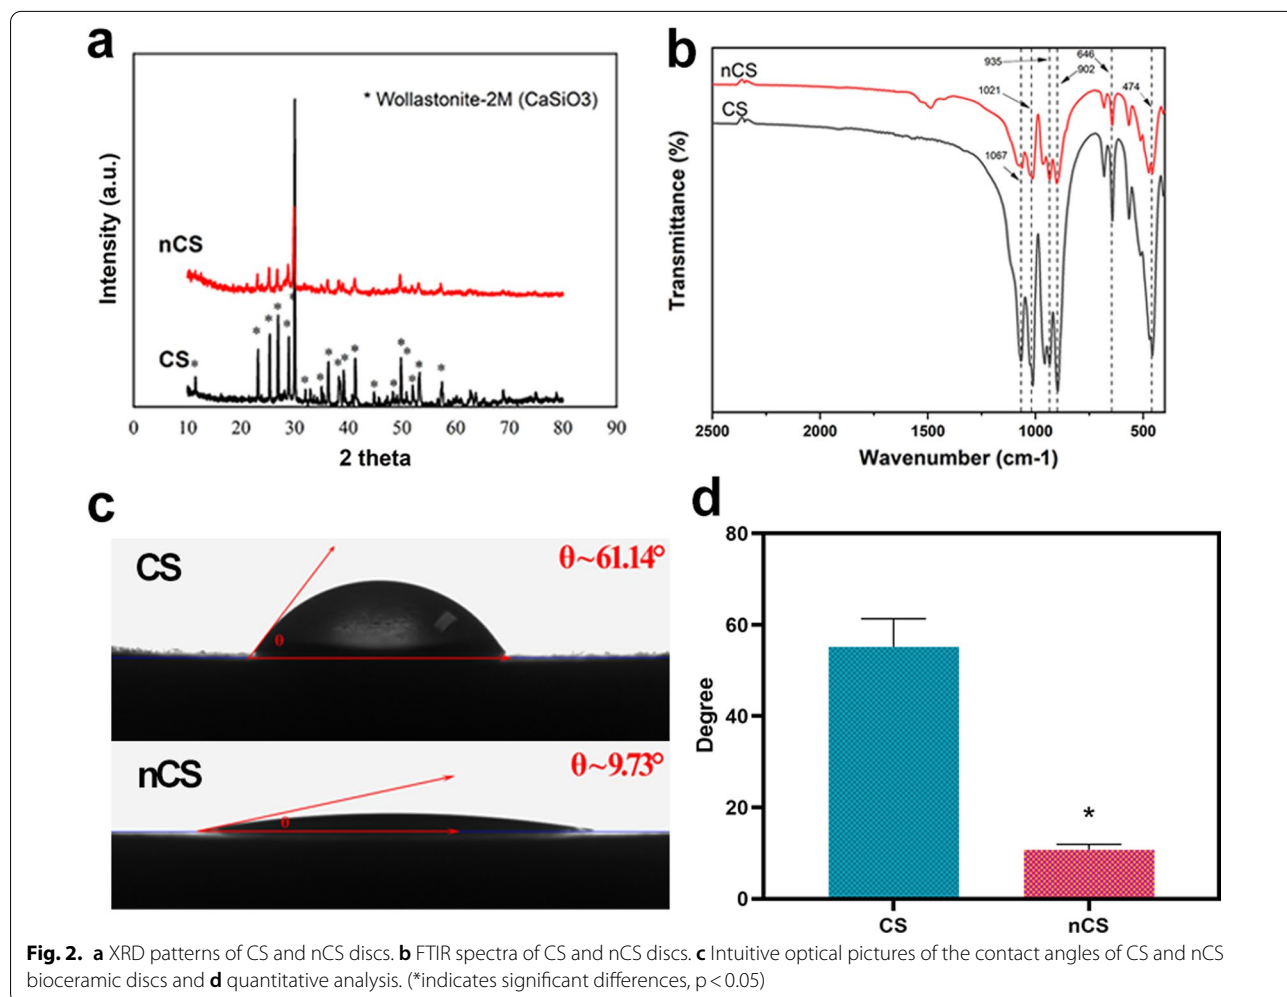 a
* Wollastonite-2M (CaSiO3)
nCS
CS
Intensity (a.u.)
0 10 20 30 40 50 60 70 80 90
2 theta
b
nCS
CS
935
646
902
1021
474
1067
Transmittance (%)
2500 2000 1500 1000 500
Wavenumber (cm-1)
c
CS
θ~61.14°
θ
nCS
θ~9.73°
θ
d
80
60
40
20
0
Degree
*
CS nCS
Fig. 2. a XRD patterns of CS and nCS discs. b FTIR spectra of CS and nCS discs. c Intuitive optical pictures of the contact angles of CS and nCS
bioceramic discs and d quantitative analysis. (*indicates significant differences, p < 0.05)